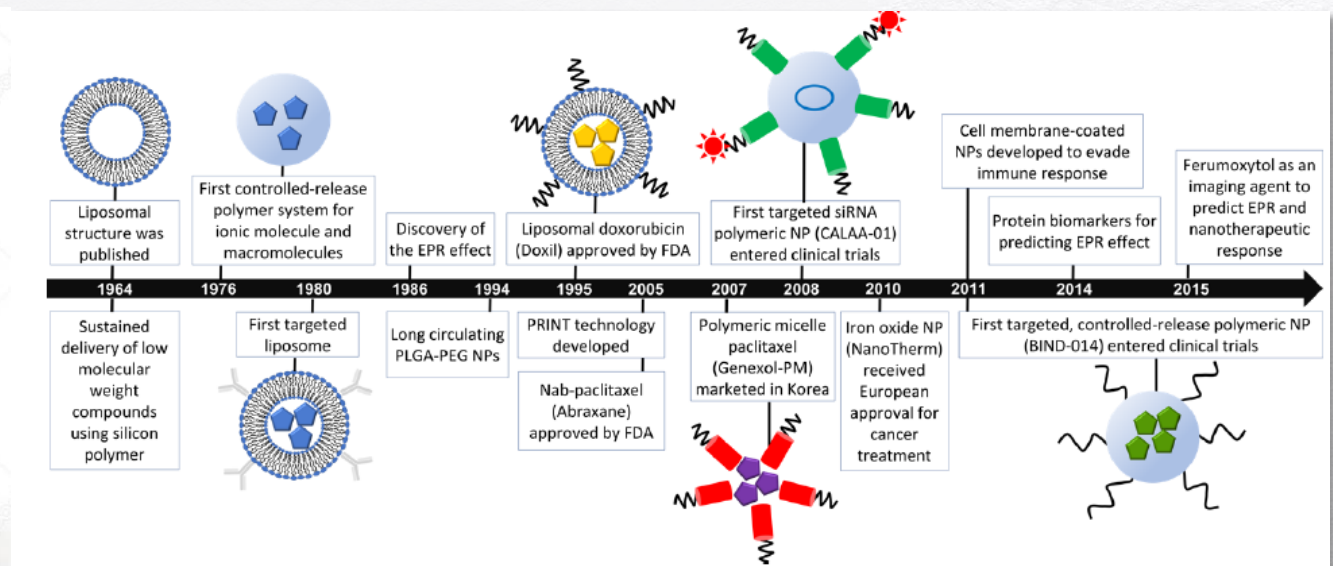 Liposomal
structure was
published
First controlled-release
polymer system for
ionic molecule and
macromolecules
Discovery of
the EPR effect
Liposomal doxorubicin
(Doxil) approved by FDA
First targeted siRNA
polymeric NP (CALAA-01)
entered clinical trials
Cell membrane-coated
NPs developed to evade
immune response
Protein biomarkers for
predicting EPR effect
Ferumoxytol as an
imaging agent to
predict EPR and
nanotherapeutic
response
1964 1976 1980 1986 1994 1995 2005 2007 2008 2010 2011 2014 2015
Sustained
delivery of low
molecular
weight
compounds
using silicon
polymer
First targeted
liposome
Long circulating
PLGA-PEG NPs
PRINT technology
developed
Nab-paclitaxel
(Abraxane)
approved by FDA
Polymeric micelle
paclitaxel
(Genexol-PM)
marketed in Korea
Iron oxide NP
(NanoTherm)
received
European
approval for
cancer
treatment
First targeted, controlled-release polymeric NP
(BIND-014) entered clinical trials